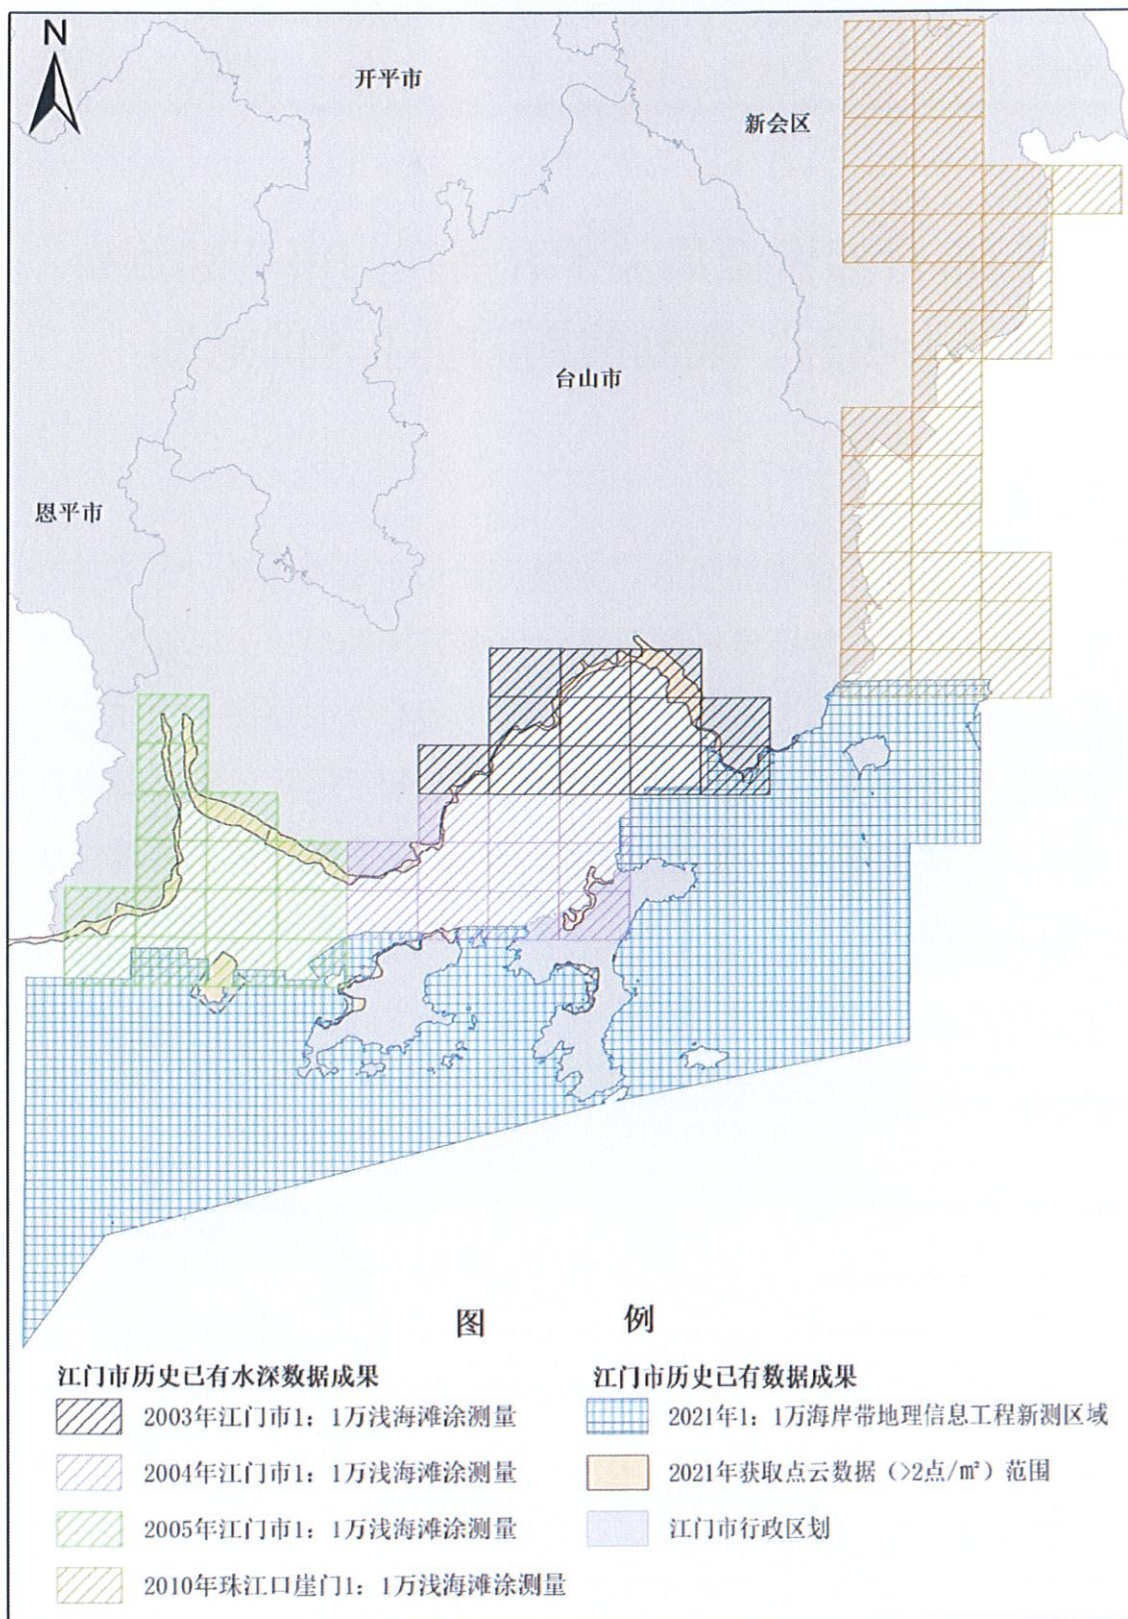 N
开平市
新会区
台山市
恩平市
图 例
江门市历史已有水深数据成果
2003年江门市1：1万浅海滩涂测量
2004年江门市1：1万浅海滩涂测量
2005年江门市1：1万浅海滩涂测量
2010年珠江口崖门1：1万浅海滩涂测量
江门市历史已有数据成果
2021年1：1万海岸带地理信息工程新测区域
2021年获取点云数据（>2点/㎡）范围
江门市行政区划